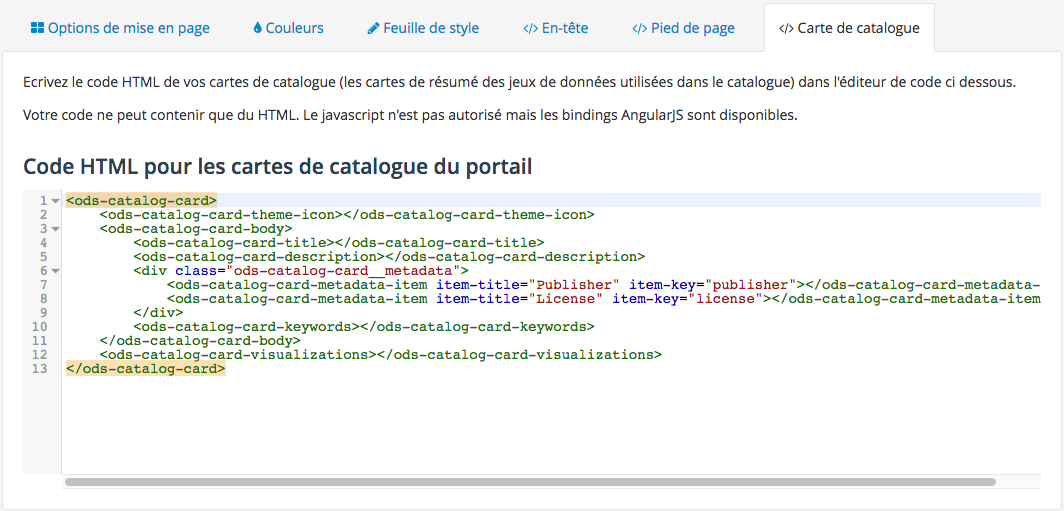 Options de mise en page Couleurs Feuille de style </> En-tête </> Pied de page </> Carte de catalogue
Ecrivez le code HTML de vos cartes de catalogue (les cartes de résumé des jeux de données utilisées dans le catalogue) dans l'éditeur de code ci dessous.
Votre code ne peut contenir que du HTML. Le javascript n'est pas autorisé mais les bindings AngularJS sont disponibles.
Code HTML pour les cartes de catalogue du portail
1 <ods-catalog-card>
2 <ods-catalog-card-theme-icon></ods-catalog-card-theme-icon>
3 <ods-catalog-card-body>
4 <ods-catalog-card-title></ods-catalog-card-title>
5 <ods-catalog-card-description></ods-catalog-card-description>
6 <div class="ods-catalog-card__metadata">
7 <ods-catalog-card-metadata-item item-title="Publisher" item-key="publisher"></ods-catalog-card-metadata-
8 <ods-catalog-card-metadata-item item-title="License" item-key="license"></ods-catalog-card-metadata-item
9 </div>
10 <ods-catalog-card-keywords></ods-catalog-card-keywords>
11 </ods-catalog-card-body>
12 <ods-catalog-card-visualizations></ods-catalog-card-visualizations>
13 </ods-catalog-card>